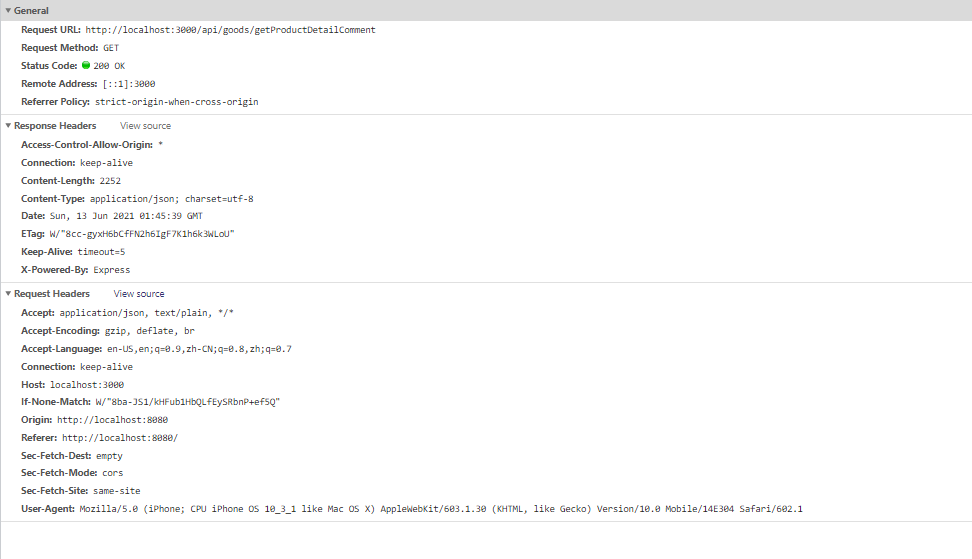 General
Request URL: http://localhost:3000/api/goods/getProductDetailComment
Request Method: GET
Status Code: 200 OK
Remote Address: [::1]:3000
Referrer Policy: strict-origin-when-cross-origin
Response Headers View source
Access-Control-Allow-Origin: *
Connection: keep-alive
Content-Length: 2252
Content-Type: application/json; charset=utf-8
Date: Sun, 13 Jun 2021 01:45:39 GMT
ETag: W/"8cc-gyxH6bCfFN2h6IgF7K1h6k3WLoU"
Keep-Alive: timeout=5
X-Powered-By: Express
Request Headers View source
Accept: application/json, text/plain, */*
Accept-Encoding: gzip, deflate, br
Accept-Language: en-US,en;q=0.9,zh-CN;q=0.8,zh;q=0.7
Connection: keep-alive
Host: localhost:3000
If-None-Match: W/"8ba-JS1/kHFub1HbQLfEySRbnP+ef5Q"
Origin: http://localhost:8080
Referer: http://localhost:8080/
Sec-Fetch-Dest: empty
Sec-Fetch-Mode: cors
Sec-Fetch-Site: same-site
User-Agent: Mozilla/5.0 (iPhone; CPU iPhone OS 10_3_1 like Mac OS X) AppleWebKit/603.1.30 (KHTML, like Gecko) Version/10.0 Mobile/14E304 Safari/602.1